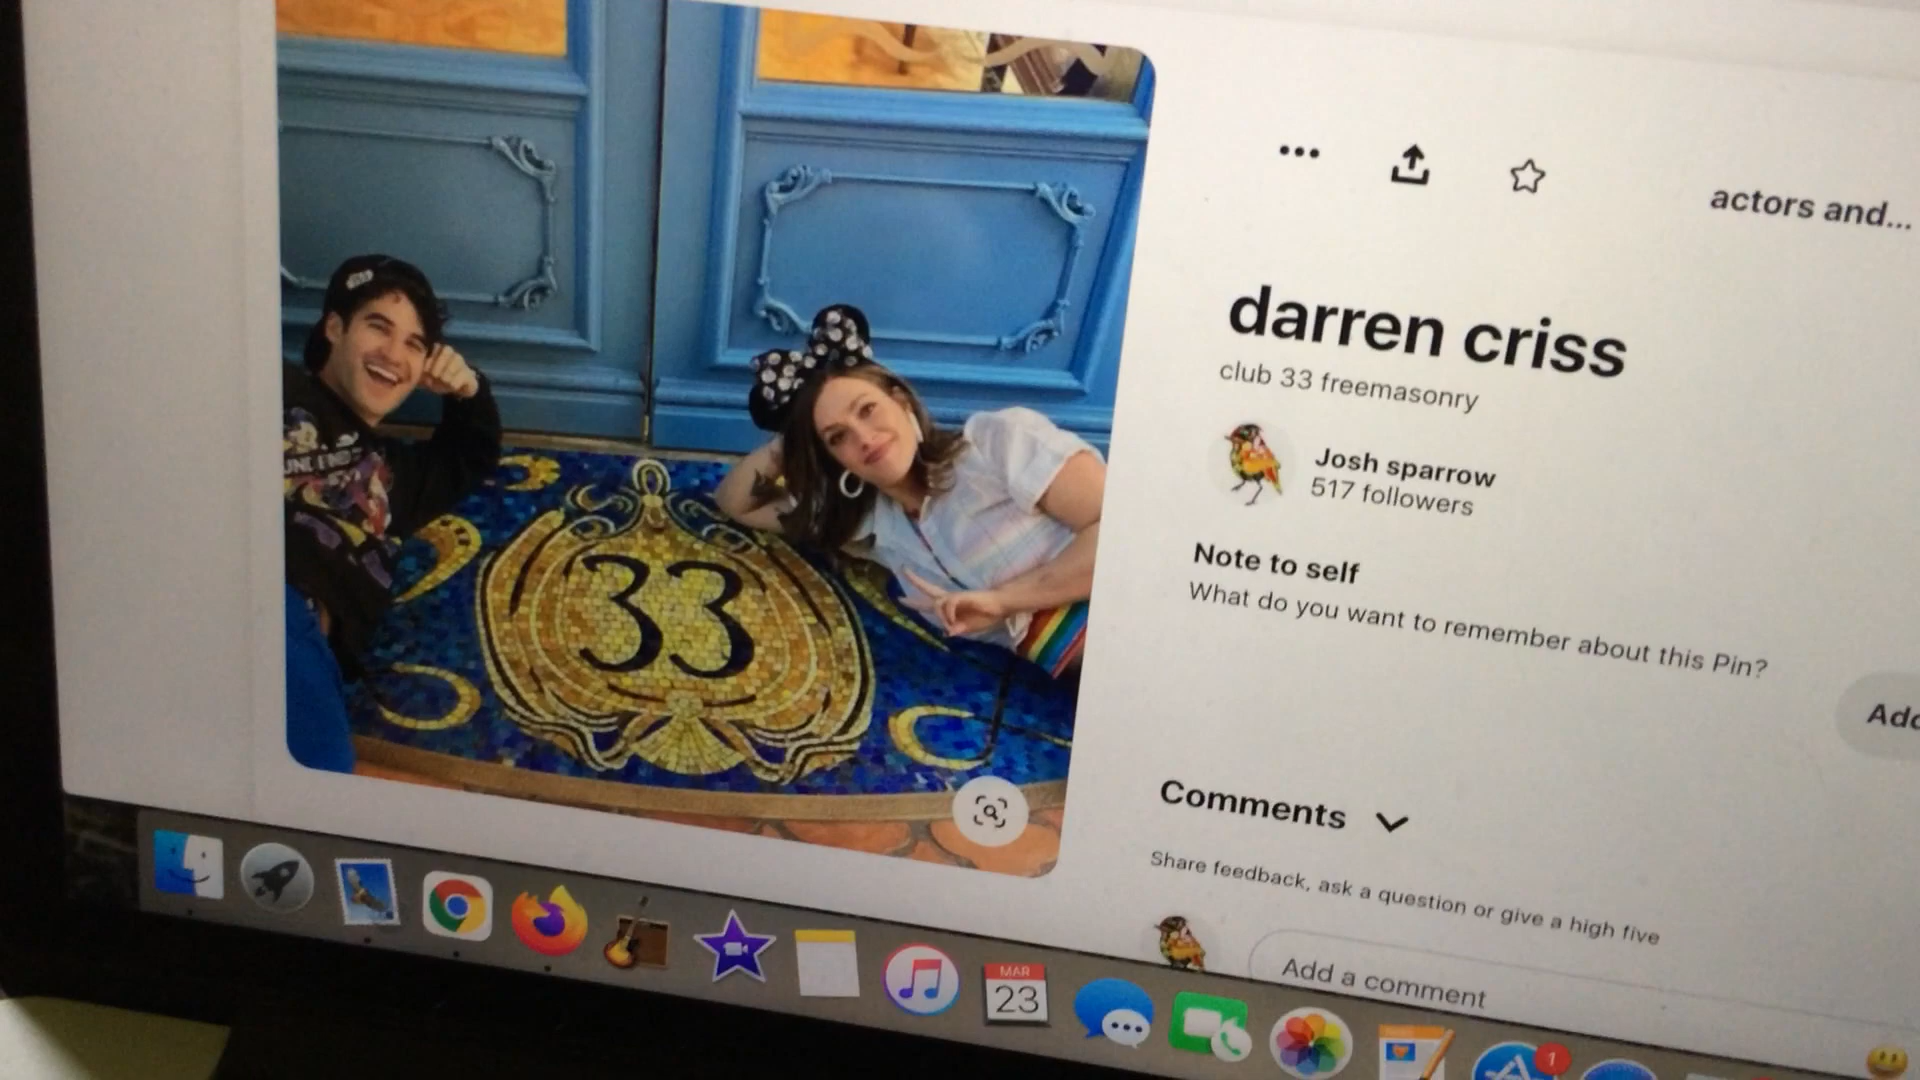 actors and...
darren criss
club 33 freemasonry
Josh sparrow
517 followers
Note to self
What do you want to remember about this Pin?
33
Comments
Share feedback, ask a question or give a high five
Add a comment
MAR
23
1